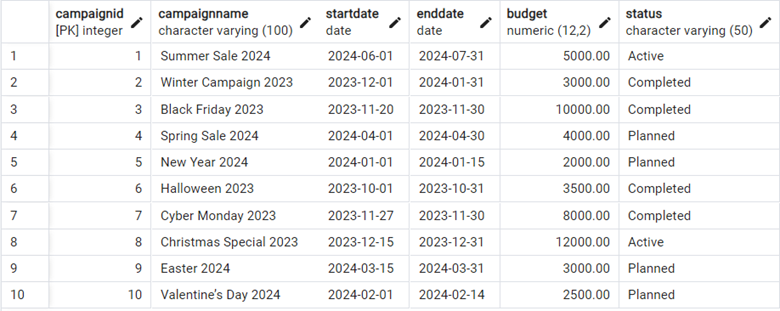 campaignid campaignname startdate enddate budget status
[PK] integer character varying (100) date date numeric (12,2) character varying (50)
1 1 Summer Sale 2024 2024-06-01 2024-07-31 5000.00 Active
2 2 Winter Campaign 2023 2023-12-01 2024-01-31 3000.00 Completed
3 3 Black Friday 2023 2023-11-20 2023-11-30 10000.00 Completed
4 4 Spring Sale 2024 2024-04-01 2024-04-30 4000.00 Planned
5 5 New Year 2024 2024-01-01 2024-01-15 2000.00 Planned
6 6 Halloween 2023 2023-10-01 2023-10-31 3500.00 Completed
7 7 Cyber Monday 2023 2023-11-27 2023-11-30 8000.00 Completed
8 8 Christmas Special 2023 2023-12-15 2023-12-31 12000.00 Active
9 9 Easter 2024 2024-03-15 2024-03-31 3000.00 Planned
10 10 Valentine’s Day 2024 2024-02-01 2024-02-14 2500.00 Planned